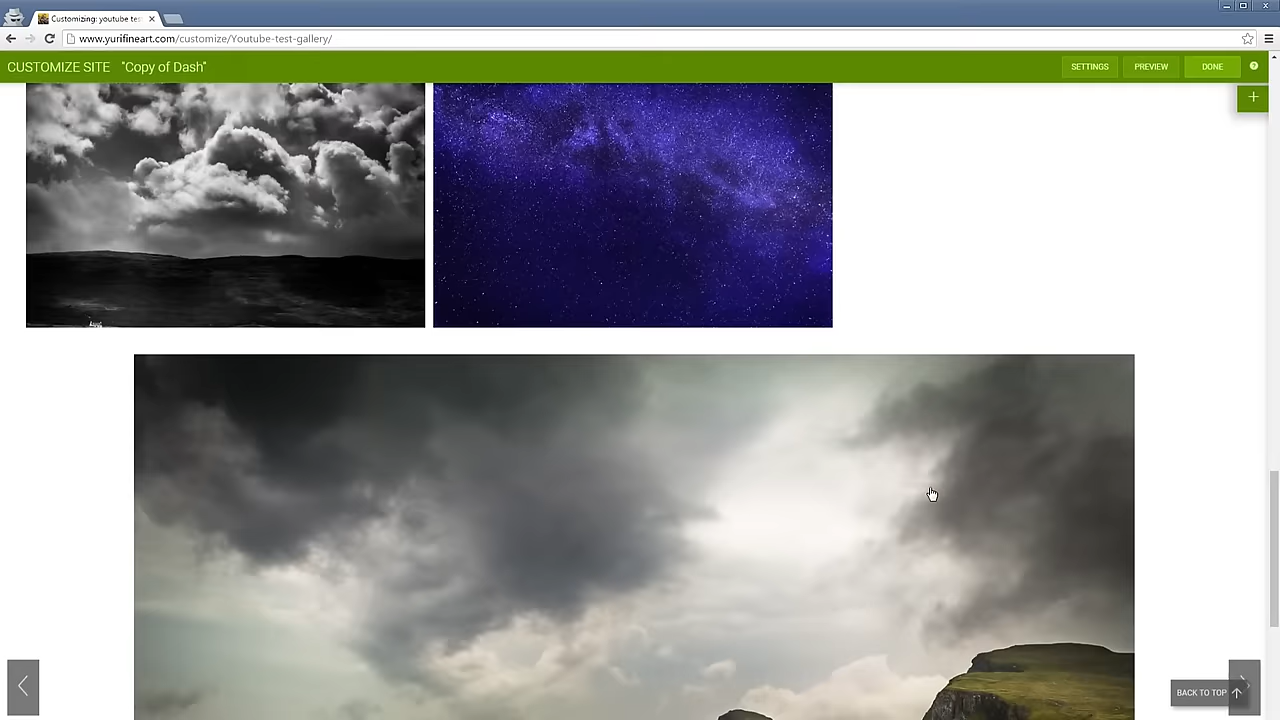 Customizing: youtube tes
www.yurifineart.com/customize/Youtube-test-gallery/
CUSTOMIZE SITE "Copy of Dash"
SETTINGS
PREVIEW
DONE
BACK TO TOP